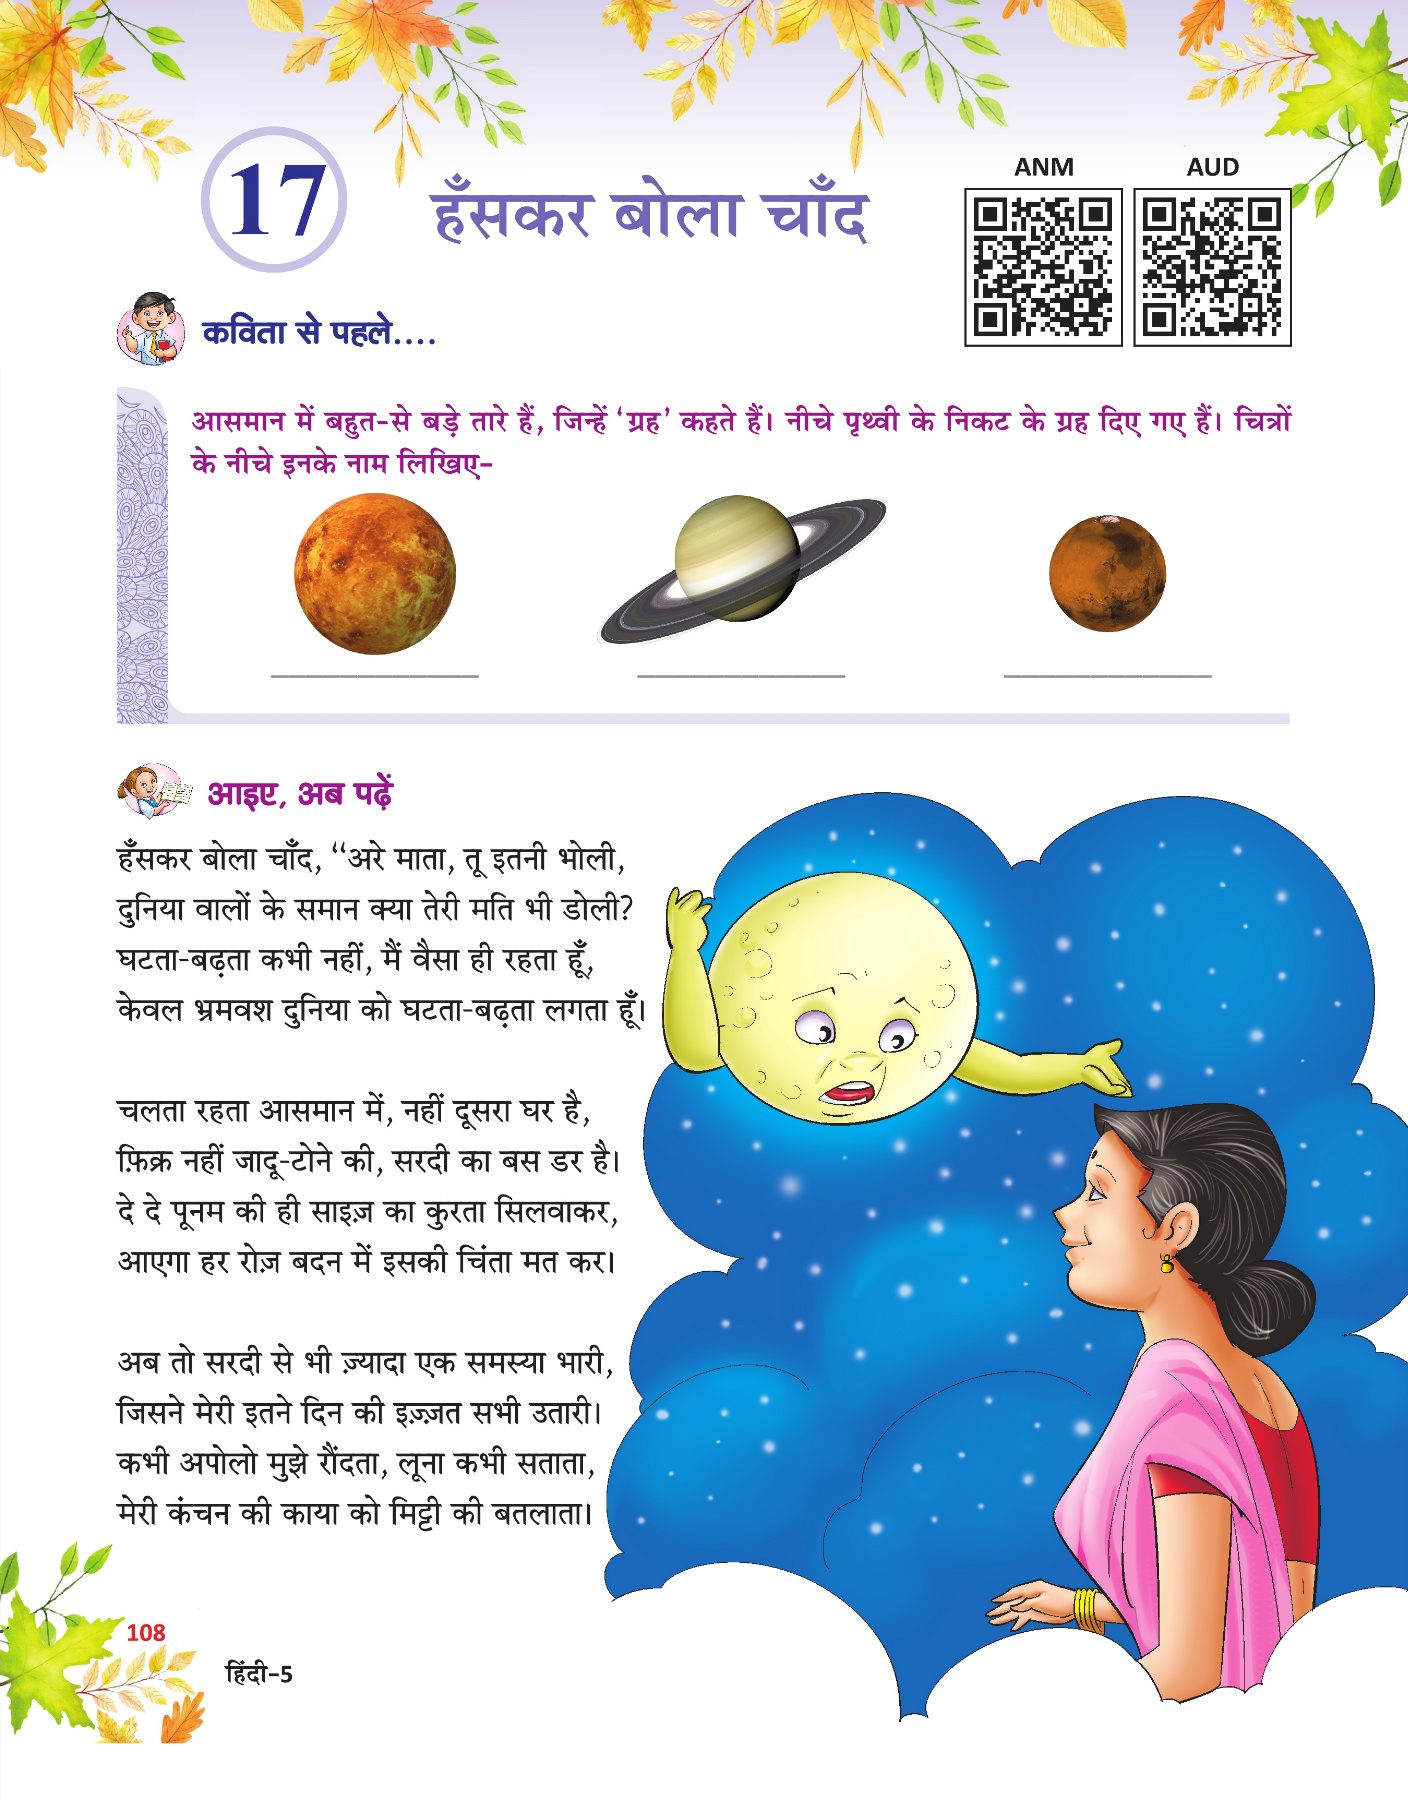 17
हँसकर बोला चाँद
ANM
AUD
कविता से पहले....
आसमान में बहुत-से बड़े तारे हैं, जिन्हें ‘ग्रह’ कहते हैं। नीचे पृथ्वी के निकट के ग्रह दिए गए हैं। चित्रों
के नीचे इनके नाम लिखिए-
आइए, अब पढ़ें
हँसकर बोला चाँद, “अरे माता, तू इतनी भोली,
दुनिया वालों के समान क्या तेरी मति भी डोली?
घटता-बढ़ता कभी नहीं, मैं वैसा ही रहता हूँ,
केवल भ्रमवश दुनिया को घटता-बढ़ता लगता हूँ।
चलता रहता आसमान में, नहीं दूसरा घर है,
फ़िक्र नहीं जादू-टोने की, सरदी का बस डर है।
दे दे पूनम की ही साइज़ का कुरता सिलवाकर,
आएगा हर रोज़ बदन में इसकी चिंता मत कर।
अब तो सरदी से भी ज़्यादा एक समस्या भारी,
जिसने मेरी इतने दिन की इज़्ज़त सभी उतारी।
कभी अपोलो मुझे रौंदता, लूना कभी सताता,
मेरी कंचन की काया को मिट्टी की बतलाता।
108
हिंदी-5